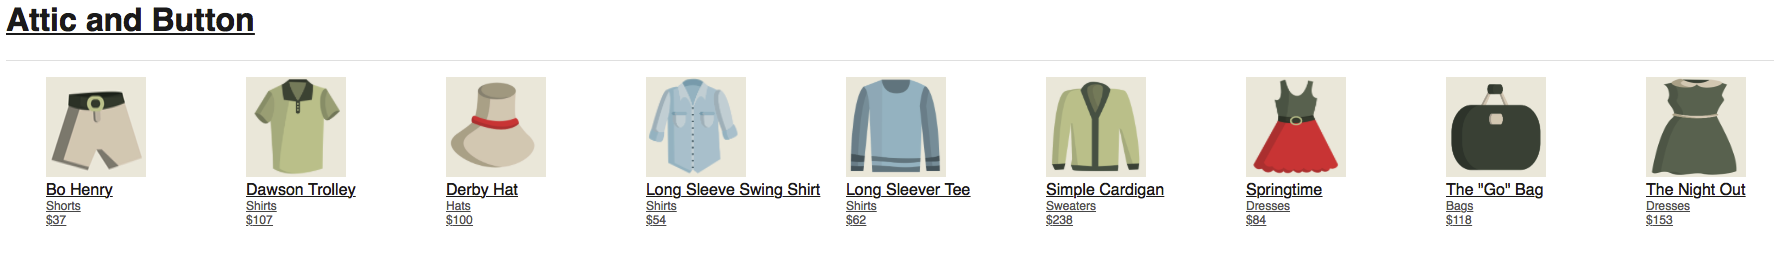 Attic and Button
Bo Henry
Shorts
$37
Dawson Trolley
Shirts
$107
Derby Hat
Hats
$100
Long Sleeve Swing Shirt
Shirts
$54
Long Sleever Tee
Shirts
$62
Simple Cardigan
Sweaters
$238
Springtime
Dresses
$84
The "Go" Bag
Bags
$118
The Night Out
Dresses
$153